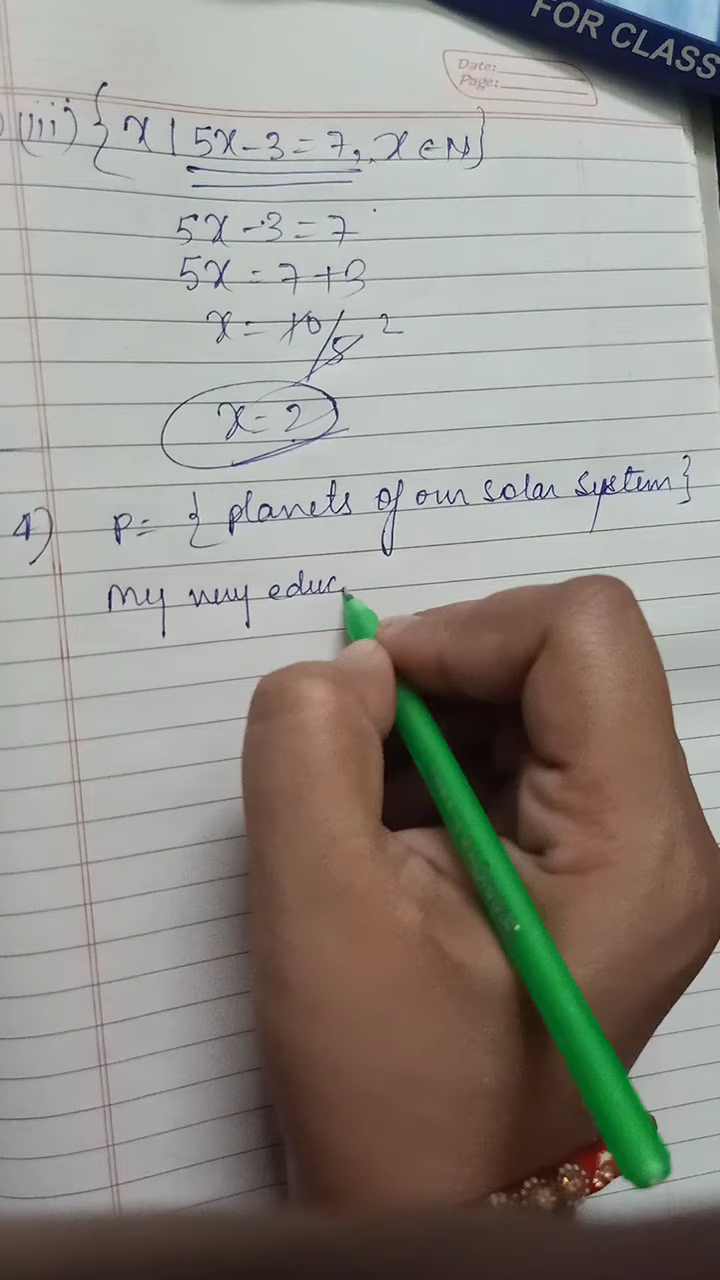 FOR CLASS
Date:
Page:
(iii) { x | 5x-3=7, x ∈ N}
5x-3=7
5x = 7+3
x = 10/5 2
x=2
4) P= { planets of our solar system }
My very educ